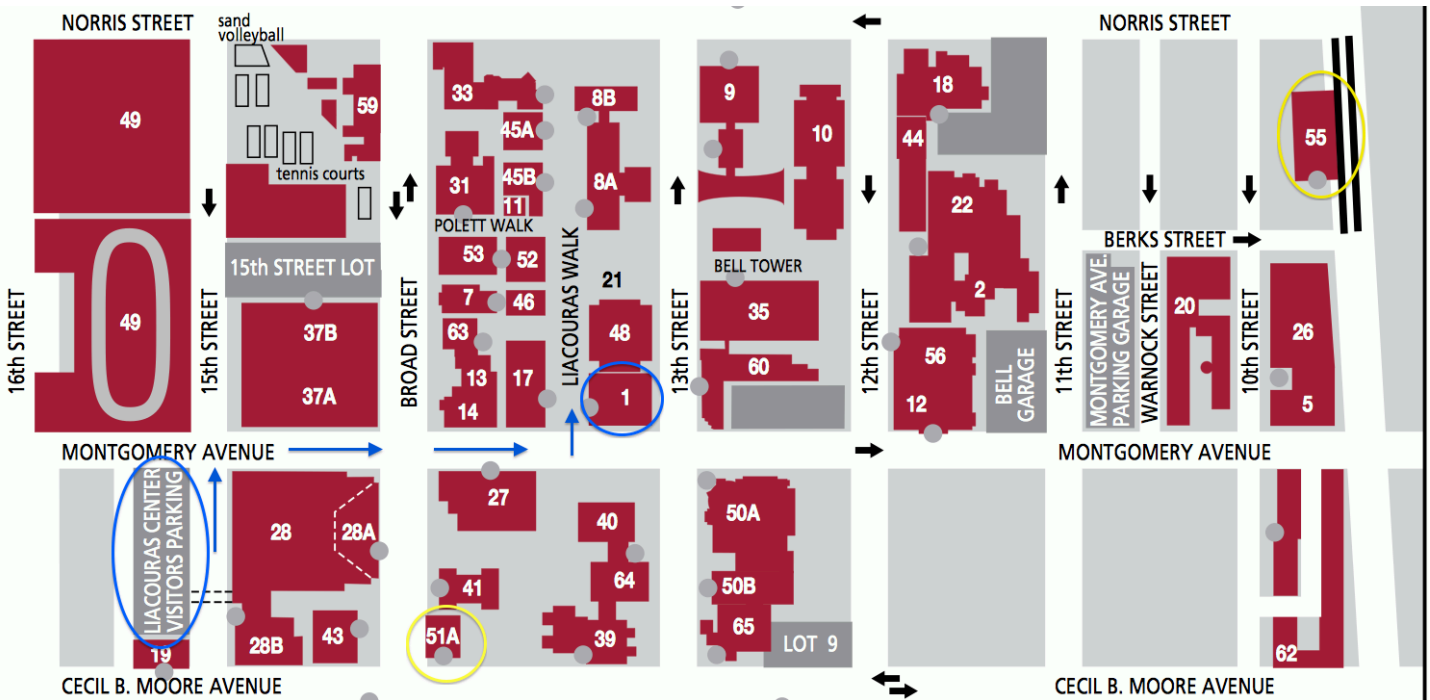 NORRIS STREET
sand
volleyball
NORRIS STREET
49
59
33
8B
45A
9
10
18
44
55
tennis courts
31
45B
11
8A
22
POLETT WALK
BERKS STREET
15th STREET LOT
53
52
BELL TOWER
21
7
46
35
2
20
49
37B
63
48
56
26
16th STREET
15th STREET
BROAD STREET
LIACOURAS WALK
13th STREET
12th STREET
11th STREET
MONTGOMERY AVE.
PARKING GARAGE
WARNOCK STREET
10th STREET
13
17
60
37A
14
1
12
BELL
GARAGE
5
MONTGOMERY AVENUE
MONTGOMERY AVENUE
LIACOURAS CENTER
VISITORS PARKING
28
28A
27
40
50A
41
64
50B
28B
43
51A
39
65
LOT 9
19
62
CECIL B. MOORE AVENUE
CECIL B. MOORE AVENUE